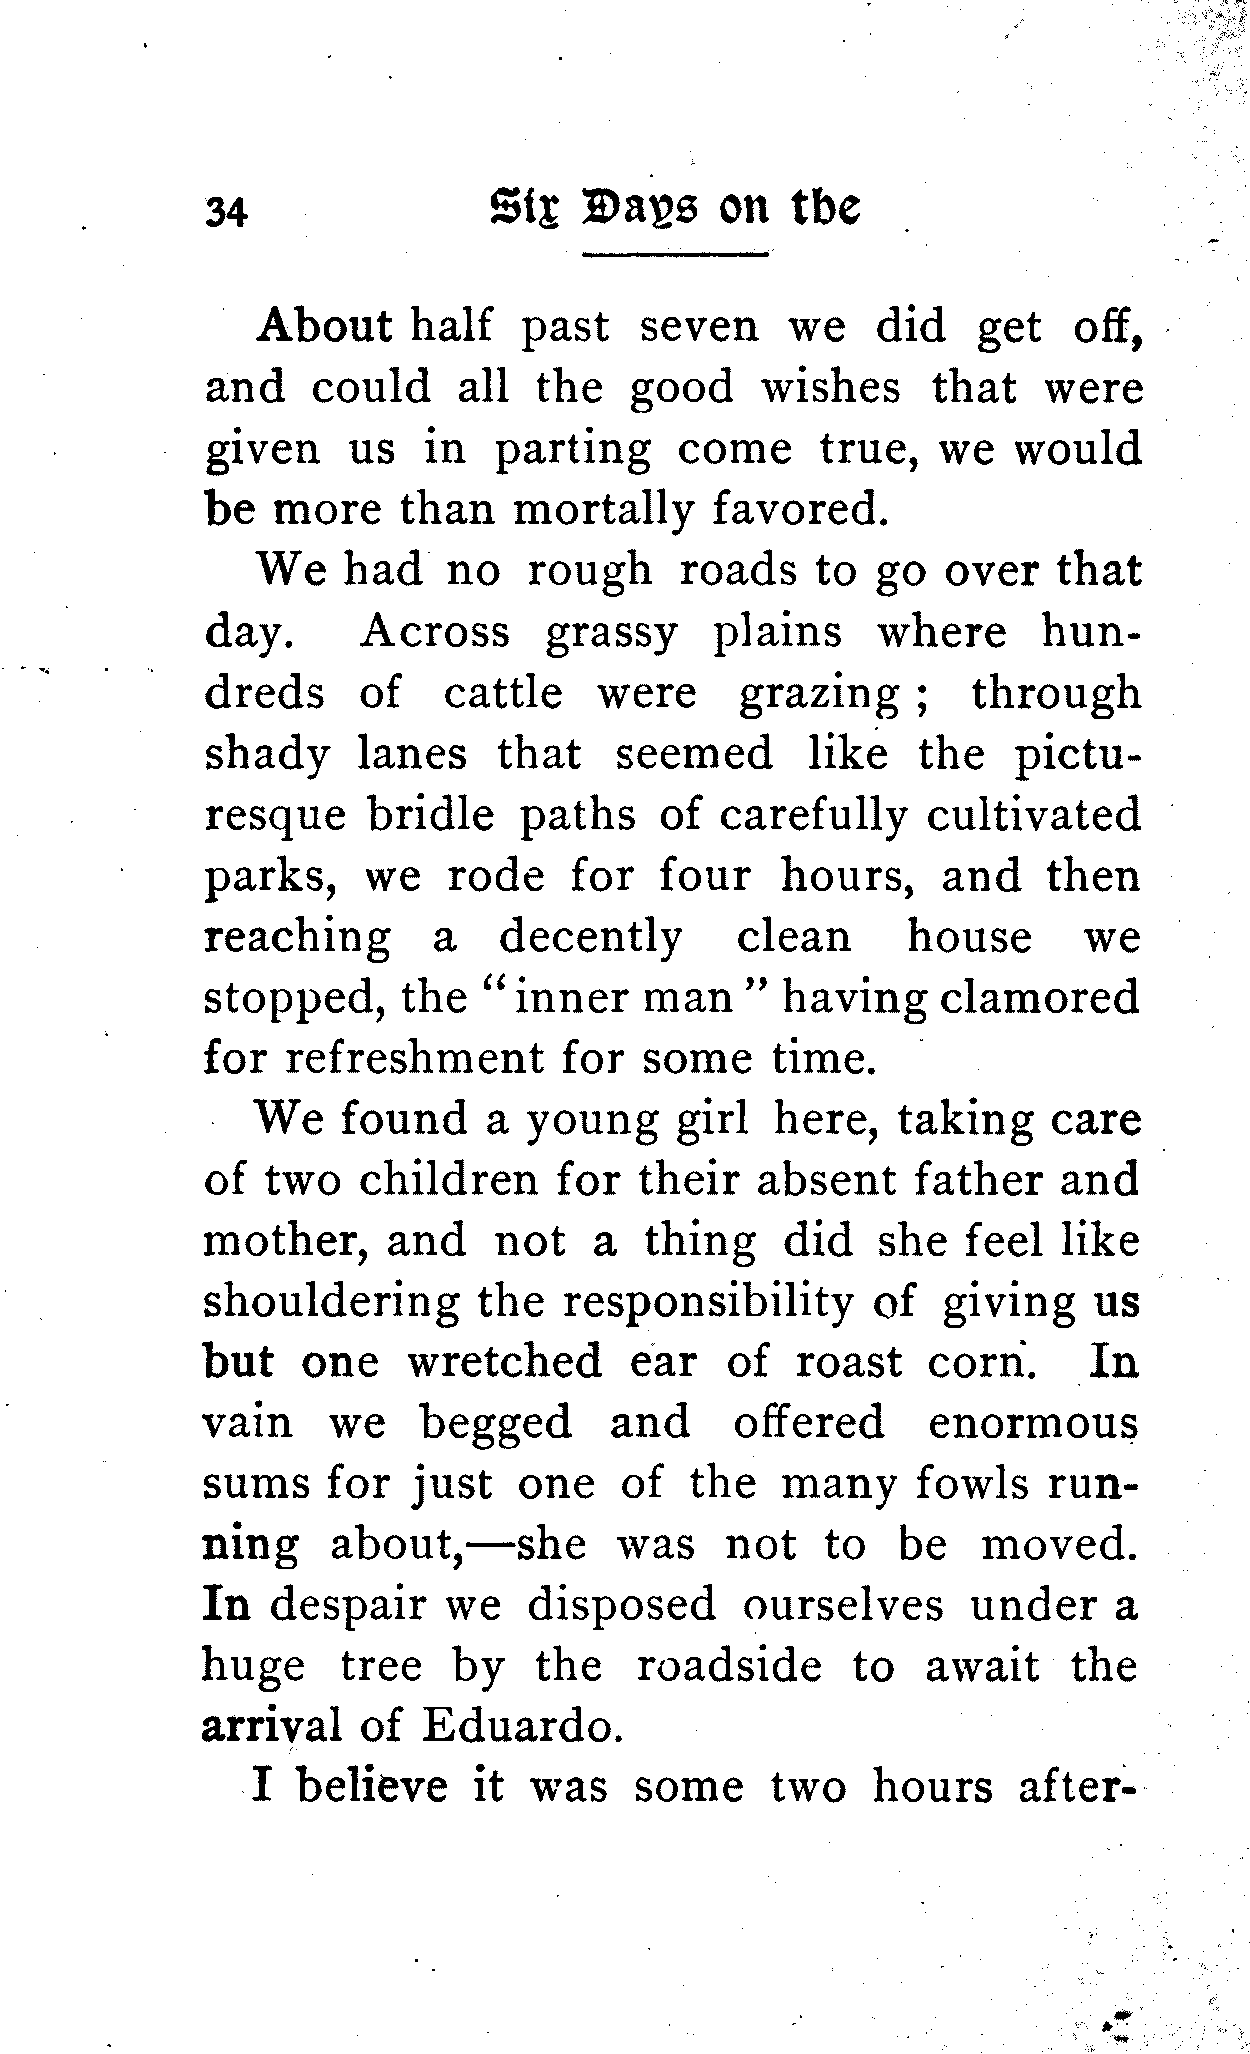 34 Six Days on the
About half past seven we did get off,
and could all the good wishes that were
given us in parting come true, we would
be more than mortally favored.
We had no rough roads to go over that
day. Across grassy plains where hun-
dreds of cattle were grazing ; through
shady lanes that seemed like the pictu-
resque bridle paths of carefully cultivated
parks, we rode for four hours, and then
reaching a decently clean house we
stopped, the “ inner man ” having clamored
for refreshment for some time.
We found a young girl here, taking care
of two children for their absent father and
mother, and not a thing did she feel like
shouldering the responsibility of giving us
but one wretched ear of roast corn. In
vain we begged and offered enormous
sums for just one of the many fowls run-
ning about,—she was not to be moved.
In despair we disposed ourselves under a
huge tree by the roadside to await the
arrival of Eduardo.
I believe it was some two hours after-